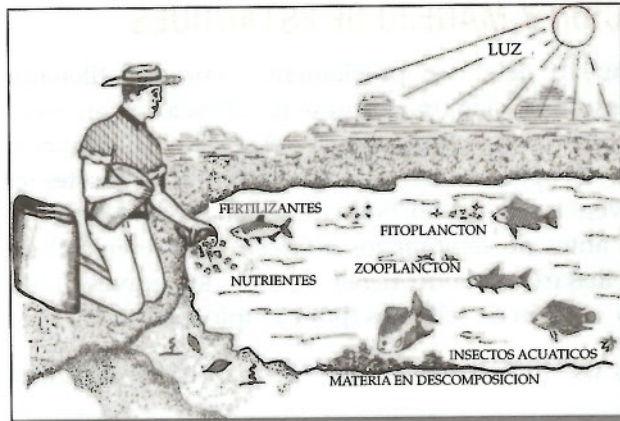 LUZ
FERTILIZANTES
FITOPLANCTON
ZOOPLANCTON
NUTRIENTES
INSECTOS ACUATICOS
MATERIA EN DESCOMPOSICION